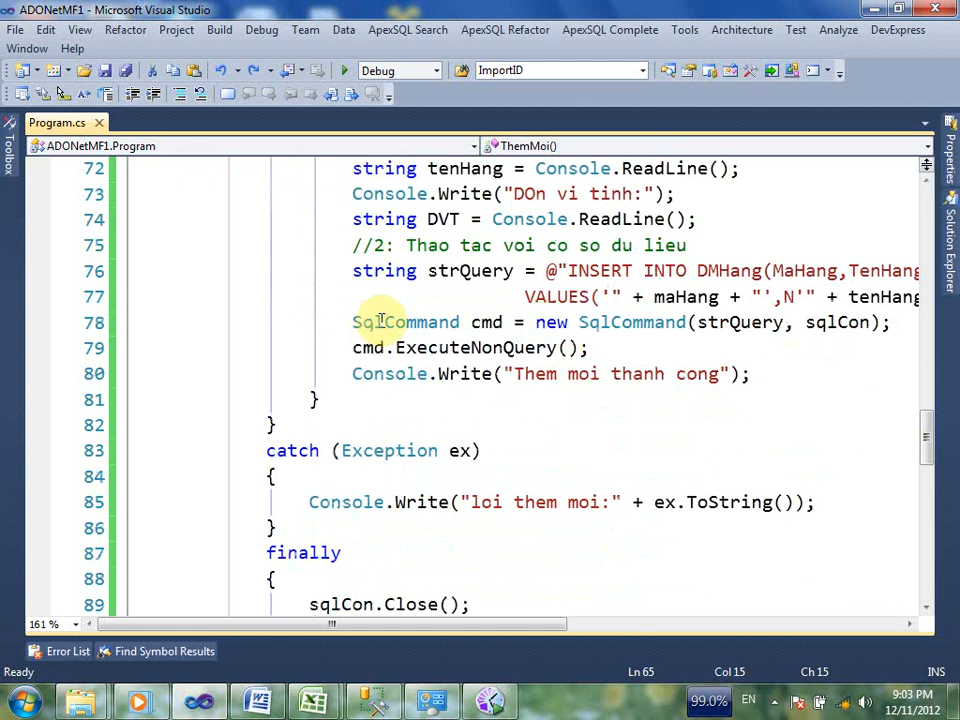 ADONetMF1 - Microsoft Visual Studio
File Edit View Refactor Project Build Debug Team Data ApexSQL Search ApexSQL Refactor ApexSQL Complete Tools Architecture Test Analyze DevExpress
Window Help
Debug ImportID
Program.cs
ADONetMF1.Program ThemMoi()
Toolbox
Properties
Solution Explorer
72 string tenHang = Console.ReadLine();
73 Console.Write("DOn vi tinh:");
74 string DVT = Console.ReadLine();
75 //2: Thao tac voi co so du lieu
76 string strQuery = @"INSERT INTO DMHang(MaHang,TenHang
77 VALUES('" + maHang + "',N'" + tenHang
78 SqlCommand cmd = new SqlCommand(strQuery, sqlCon);
79 cmd.ExecuteNonQuery();
80 Console.Write("Them moi thanh cong");
81 }
82 }
83 catch (Exception ex)
84 {
85 Console.Write("loi them moi:" + ex.ToString());
86 }
87 finally
88 {
89 sqlCon.Close();
161 %
Error List Find Symbol Results
Ready Ln 65 Col 15 Ch 15 INS
99.0% EN 9:03 PM
12/11/2012